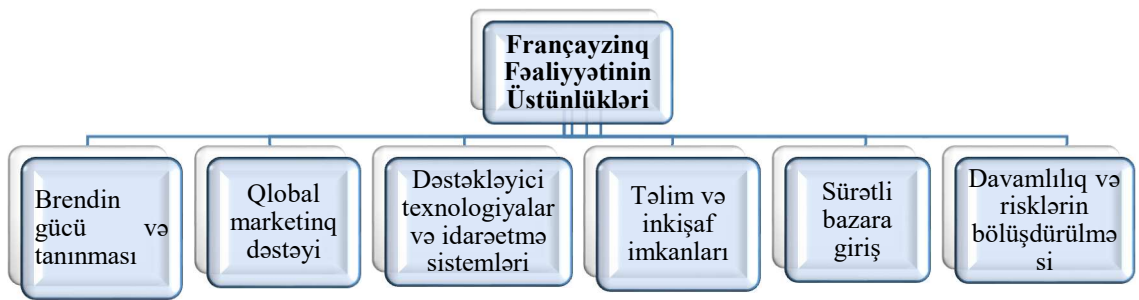 Françayzinq
Fəaliyyətinin
Üstünlükləri
Brendin
gücü və
tanınması
Qlobal
marketinq
dəstəyi
Dəstəkləyici
texnologiyalar
və idarəetmə
sistemləri
Təlim və
inkişaf
imkanları
Sürətli
bazara
giriş
Davamlılıq və
risklərin
bölüşdürülmə
si